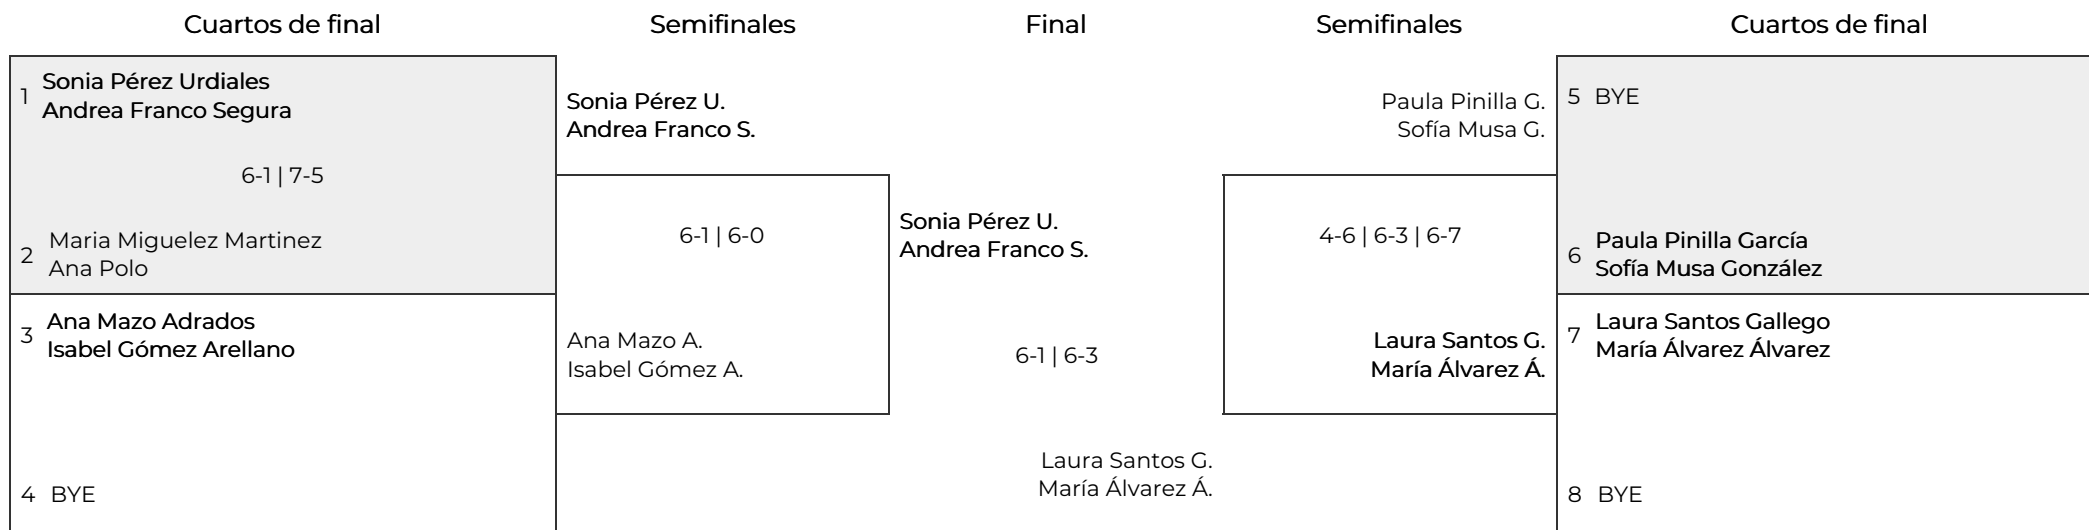 Cuartos de final
Semifinales
Final
Semifinales
Cuartos de final
1
Sonia Pérez Urdiales
Andrea Franco Segura
6-1 | 7-5
2
Maria Miguelez Martinez
Ana Polo
3
Ana Mazo Adrados
Isabel Gómez Arellano
4 BYE
Sonia Pérez U.
Andrea Franco S.
6-1 | 6-0
Ana Mazo A.
Isabel Gómez A.
Sonia Pérez U.
Andrea Franco S.
6-1 | 6-3
Laura Santos G.
María Álvarez Á.
Paula Pinilla G.
Sofía Musa G.
4-6 | 6-3 | 6-7
Laura Santos G.
María Álvarez Á.
5 BYE
6
Paula Pinilla García
Sofía Musa González
7
Laura Santos Gallego
María Álvarez Álvarez
8 BYE